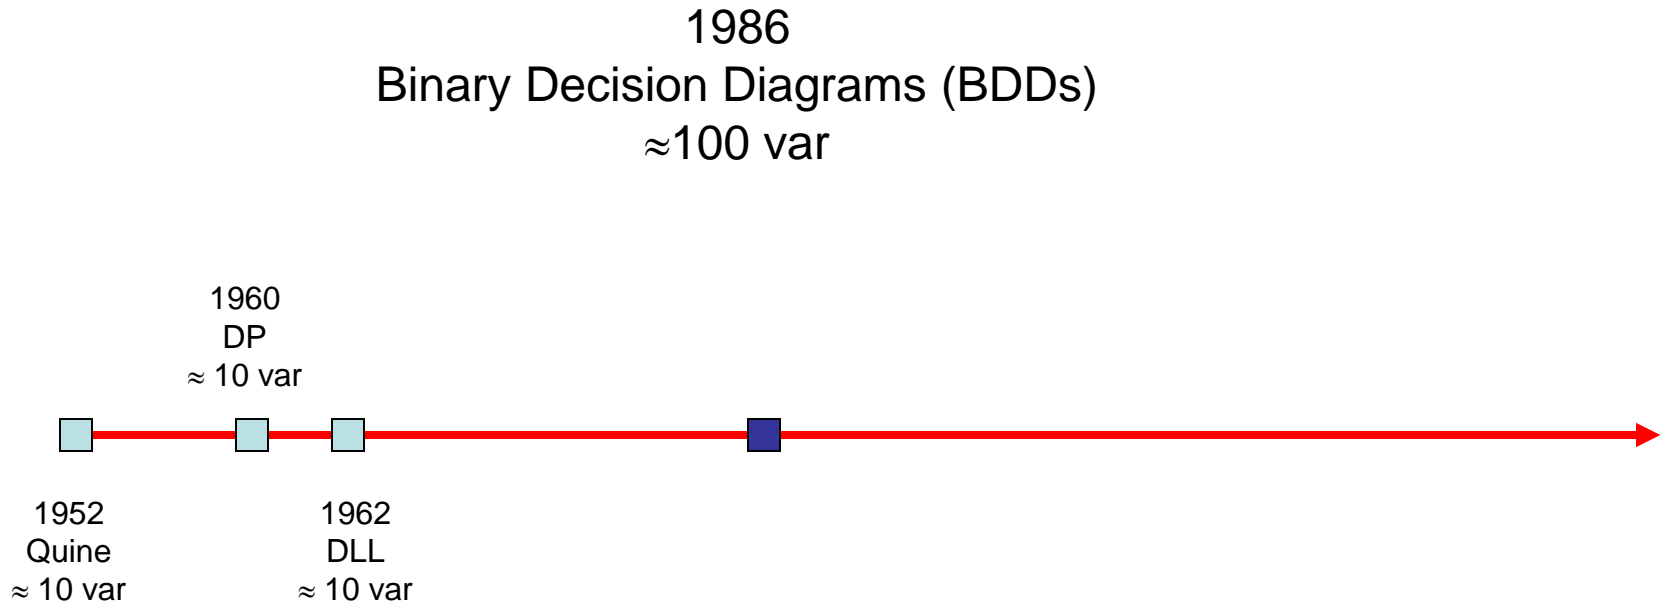 1986
Binary Decision Diagrams (BDDs)
≈100 var
1960
DP
≈ 10 var
1952
Quine
≈ 10 var
1962
DLL
≈ 10 var